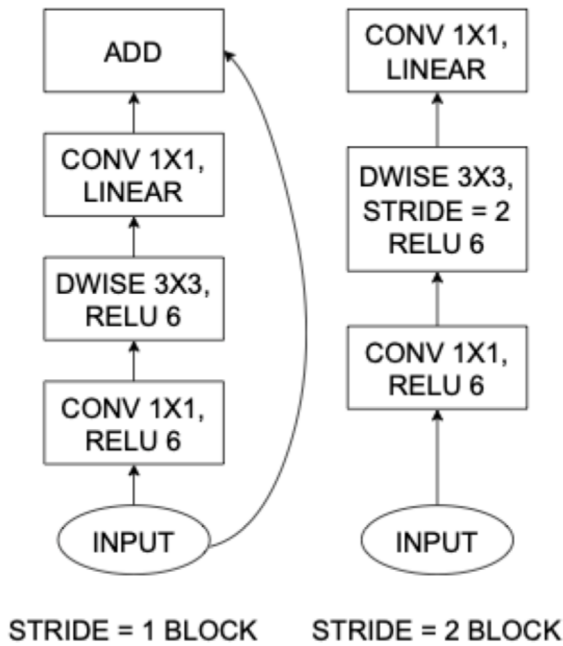 ADD
CONV 1X1,
LINEAR
DWISE 3X3,
RELU 6
CONV 1X1,
RELU 6
INPUT
STRIDE = 1 BLOCK
CONV 1X1,
LINEAR
DWISE 3X3,
STRIDE = 2
RELU 6
CONV 1X1,
RELU 6
INPUT
STRIDE = 2 BLOCK